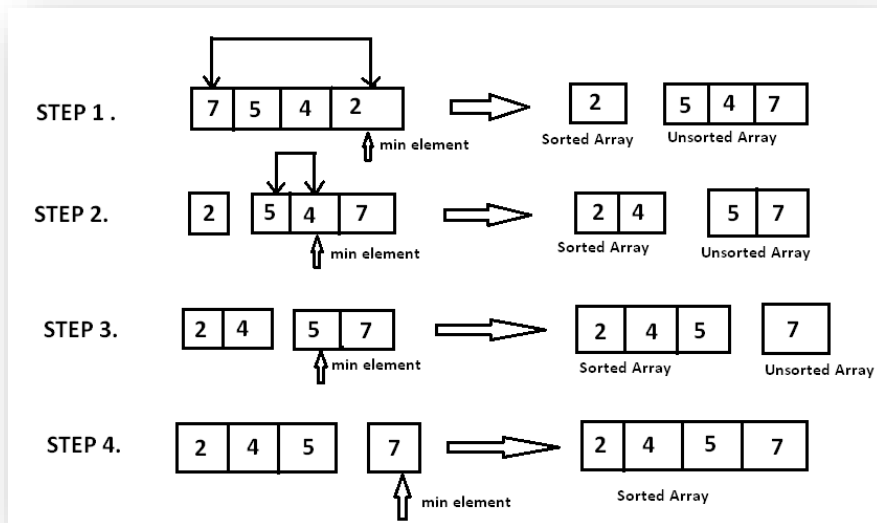 STEP 1 .
7 5 4 2
min element
2
Sorted Array
5 4 7
Unsorted Array
STEP 2.
2
5 4 7
min element
2 4
Sorted Array
5 7
Unsorted Array
STEP 3.
2 4
5 7
min element
2 4 5
Sorted Array
7
Unsorted Array
STEP 4.
2 4 5
7
min element
2 4 5 7
Sorted Array